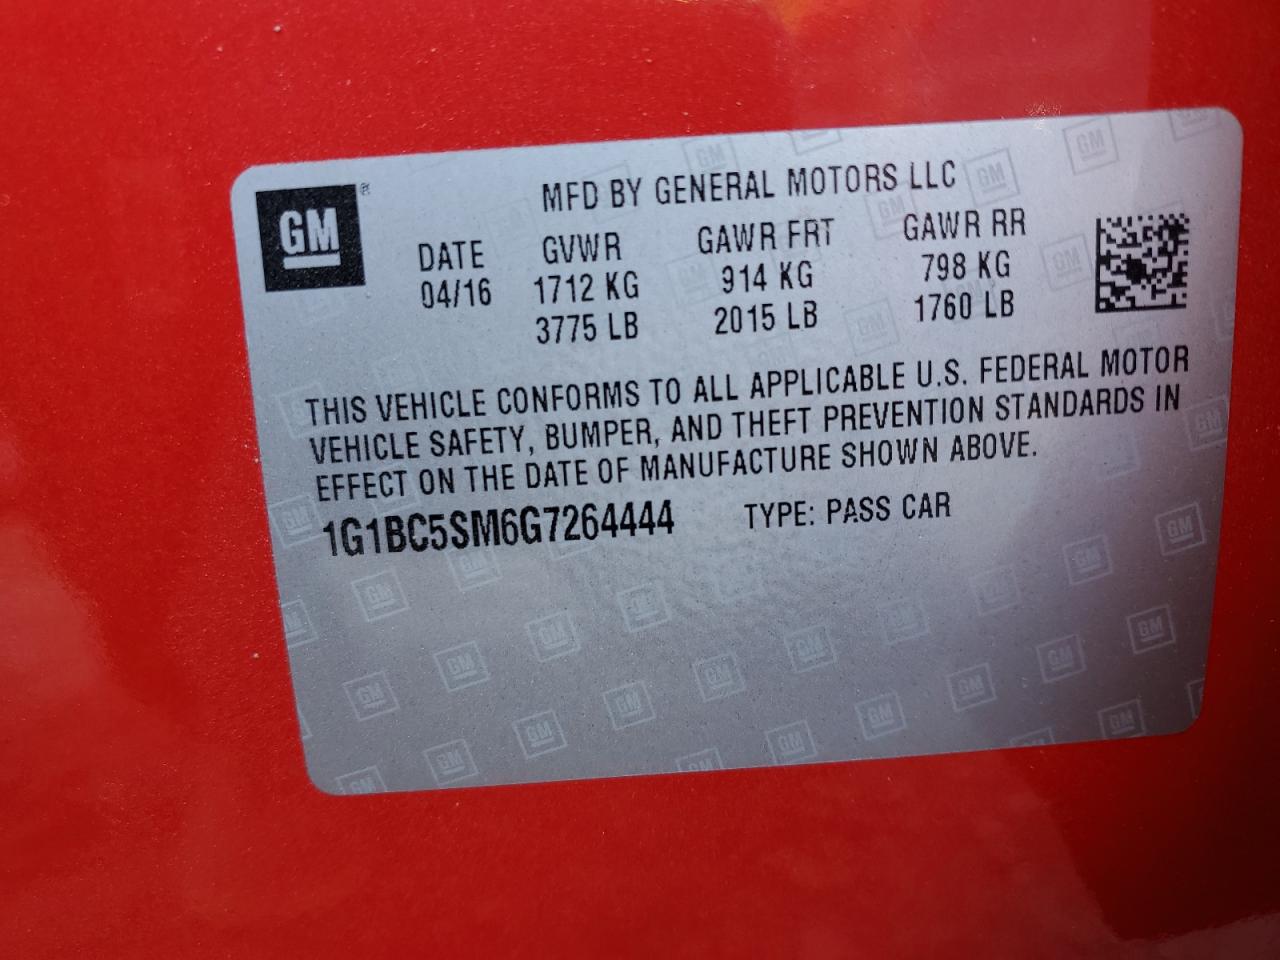 GM®
MFD BY GENERAL MOTORS LLC
DATE GVWR GAWR FRT GAWR RR
04/16 1712 KG 914 KG 798 KG
3775 LB 2015 LB 1760 LB
THIS VEHICLE CONFORMS TO ALL APPLICABLE U.S. FEDERAL MOTOR
VEHICLE SAFETY, BUMPER, AND THEFT PREVENTION STANDARDS IN
EFFECT ON THE DATE OF MANUFACTURE SHOWN ABOVE.
1G1BC5SM6G7264444 TYPE: PASS CAR